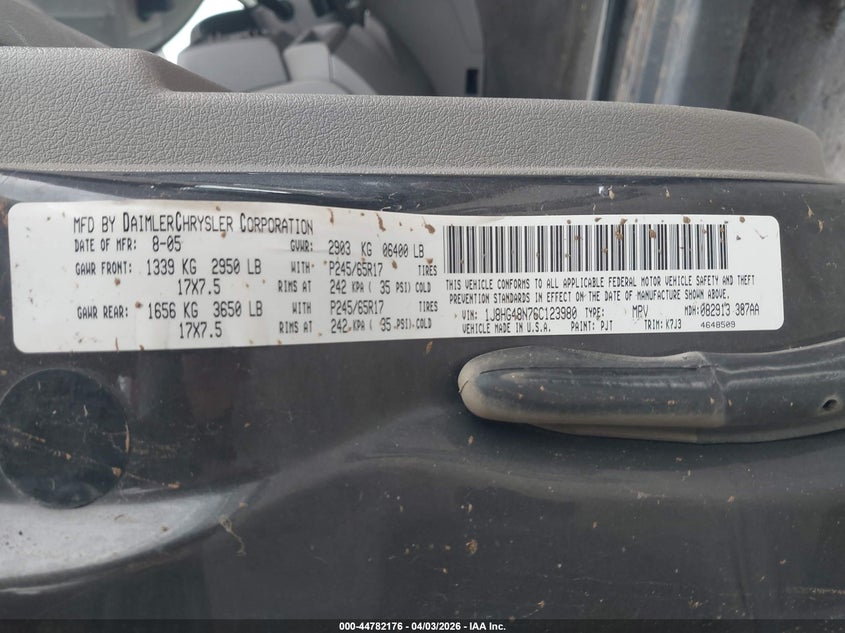 MFD BY DAIMLERCHRYSLER CORPORATION
DATE OF MFR: 8-05 GVWR: 2903 KG 06400 LB
GAWR FRONT: 1339 KG 2950 LB WITH P245/65R17 TIRES
17X7.5 RIMS AT 242 KPA ( 35 PSI) COLD
GAWR REAR: 1656 KG 3650 LB WITH P245/65R17 TIRES
17X7.5 RIMS AT 242 KPA ( 35 PSI) COLD
THIS VEHICLE CONFORMS TO ALL APPLICABLE FEDERAL MOTOR VEHICLE SAFETY AND THEFT
PREVENTION STANDARDS IN EFFECT ON THE DATE OF MANUFACTURE SHOWN ABOVE.
VIN: 1J8HG48N76C123980 TYPE: MPV MDH: 082913 387AA
VEHICLE MADE IN U.S.A. PAINT: PJT TRIM: K7J3 4648509
000-44782176 - 04/03/2026 - IAA Inc.